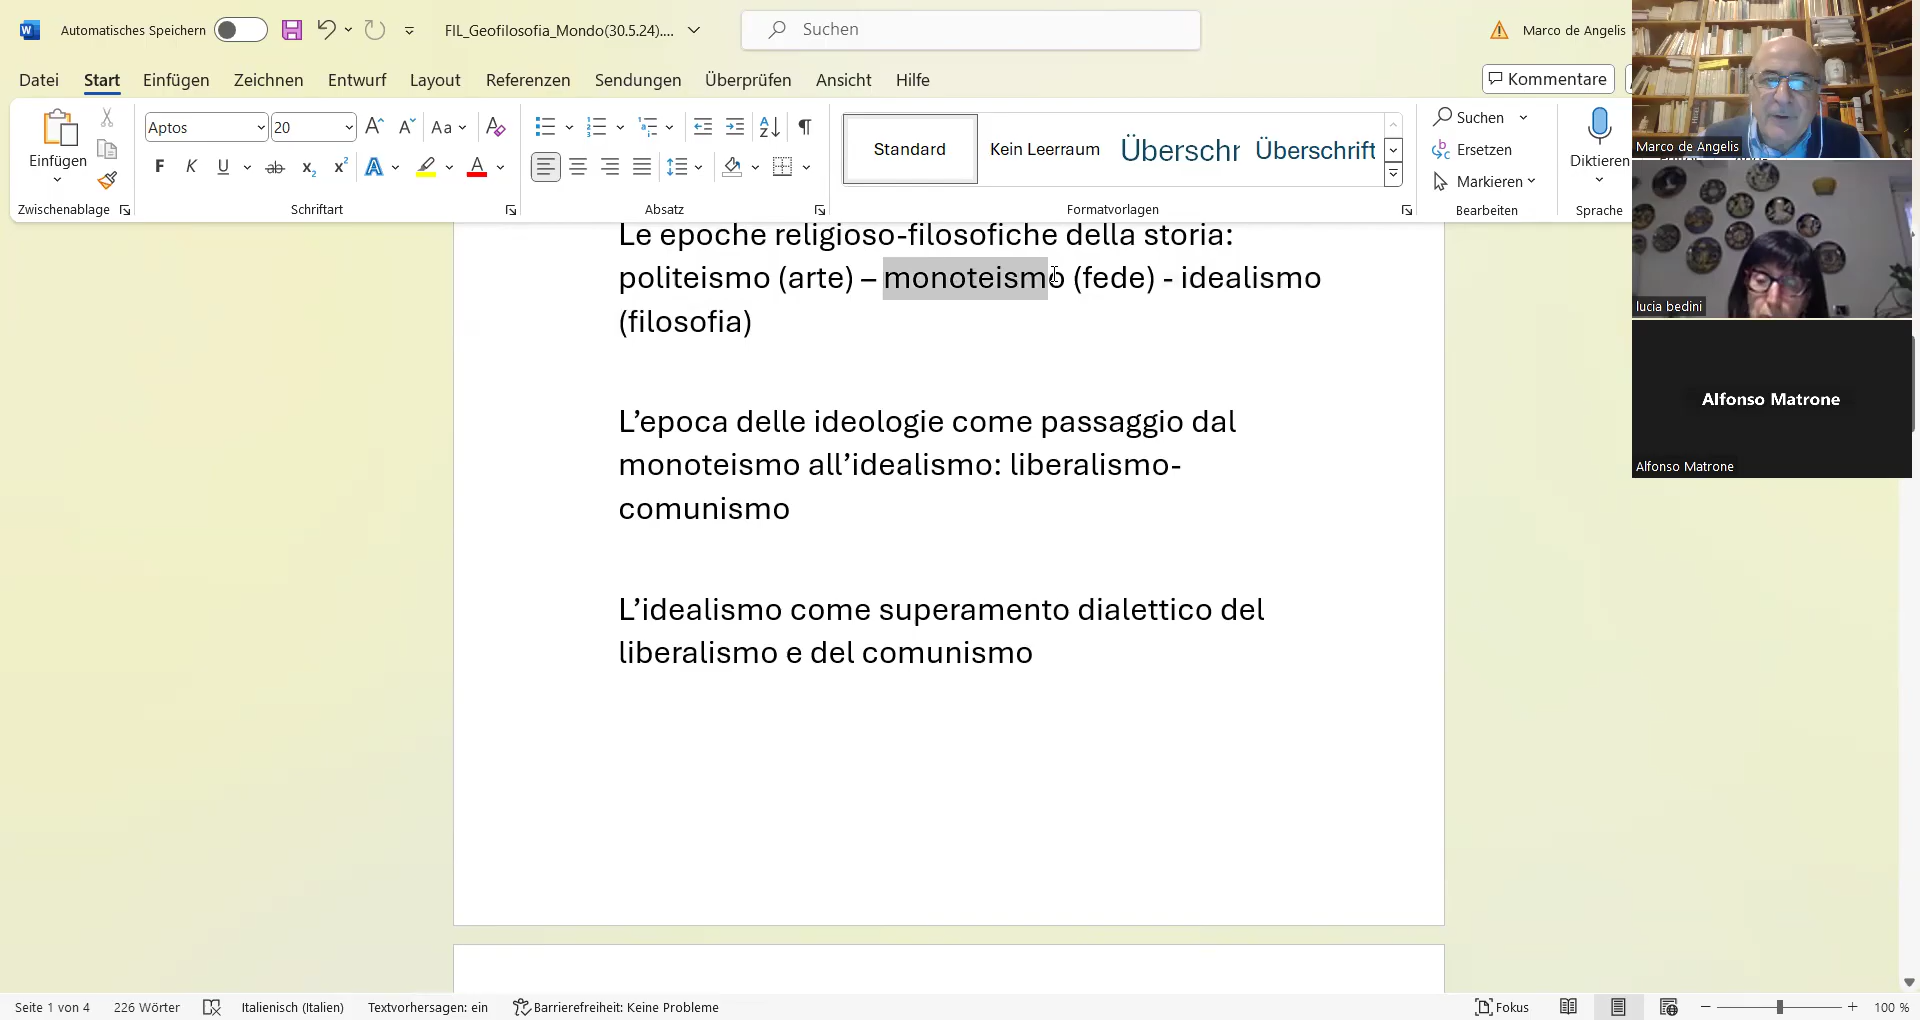 Automatisches Speichern
FIL_Geofilosofia_Mondo(30.5.24)....
Suchen
Marco de Angelis
Datei Start Einfügen Zeichnen Entwurf Layout Referenzen Sendungen Überprüfen Ansicht Hilfe
Kommentare
Einfügen
Zwischenablage
Aptos
20
Aa
F K U ab x₂ x² A A
Schriftart
Absatz
Standard
Kein Leerraum
Überschr
Überschrift
Formatvorlagen
Suchen
Ersetzen
Markieren
Bearbeiten
Diktieren
Sprache
Marco de Angelis
lucia bedini
Alfonso Matrone
Alfonso Matrone
Le epoche religioso-filosofiche della storia:
politeismo (arte) – monoteismo (fede) - idealismo
(filosofia)
L’epoca delle ideologie come passaggio dal
monoteismo all’idealismo: liberalismo-
comunismo
L’idealismo come superamento dialettico del
liberalismo e del comunismo
Seite 1 von 4
226 Wörter
Italienisch (Italien)
Textvorhersagen: ein
Barrierefreiheit: Keine Probleme
Fokus
100 %